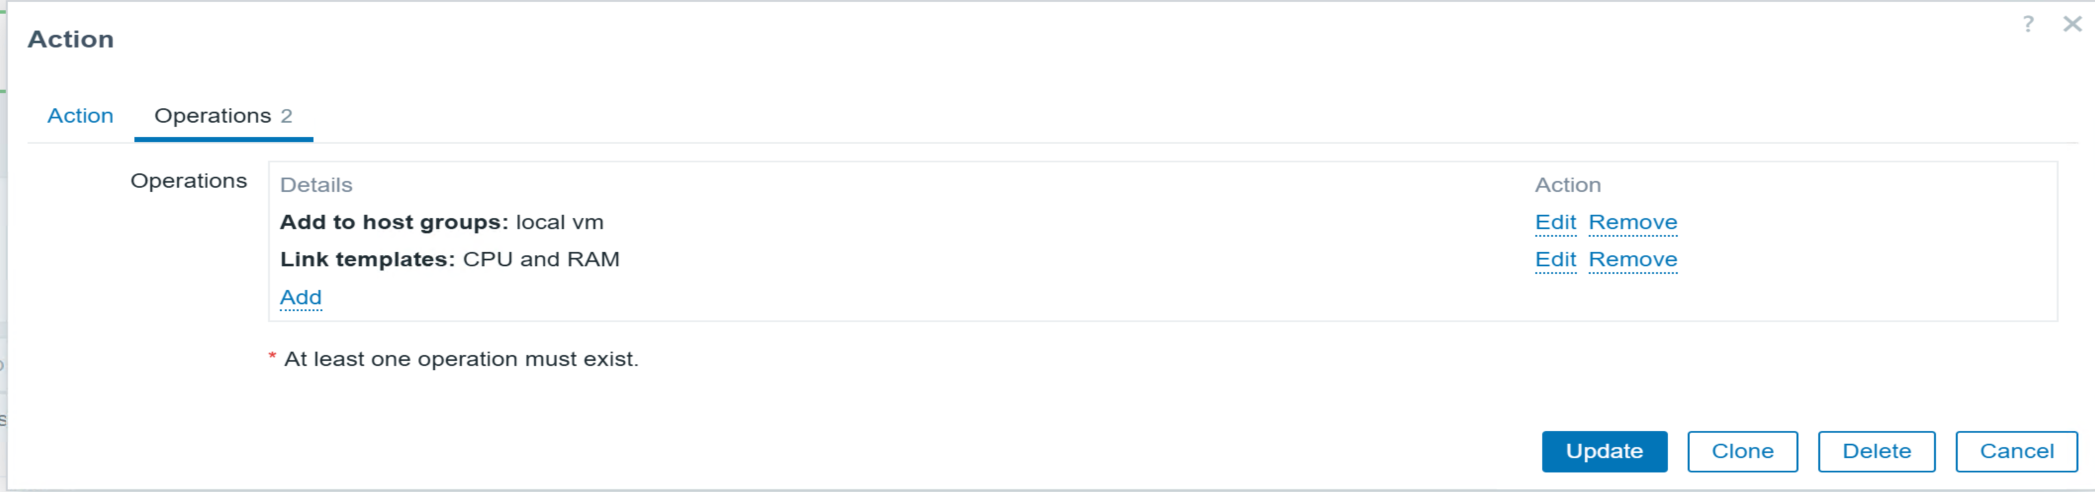 Action
? ×
Action Operations 2
Operations
Details Action
Add to host groups: local vm Edit Remove
Link templates: CPU and RAM Edit Remove
Add
* At least one operation must exist.
Update Clone Delete Cancel